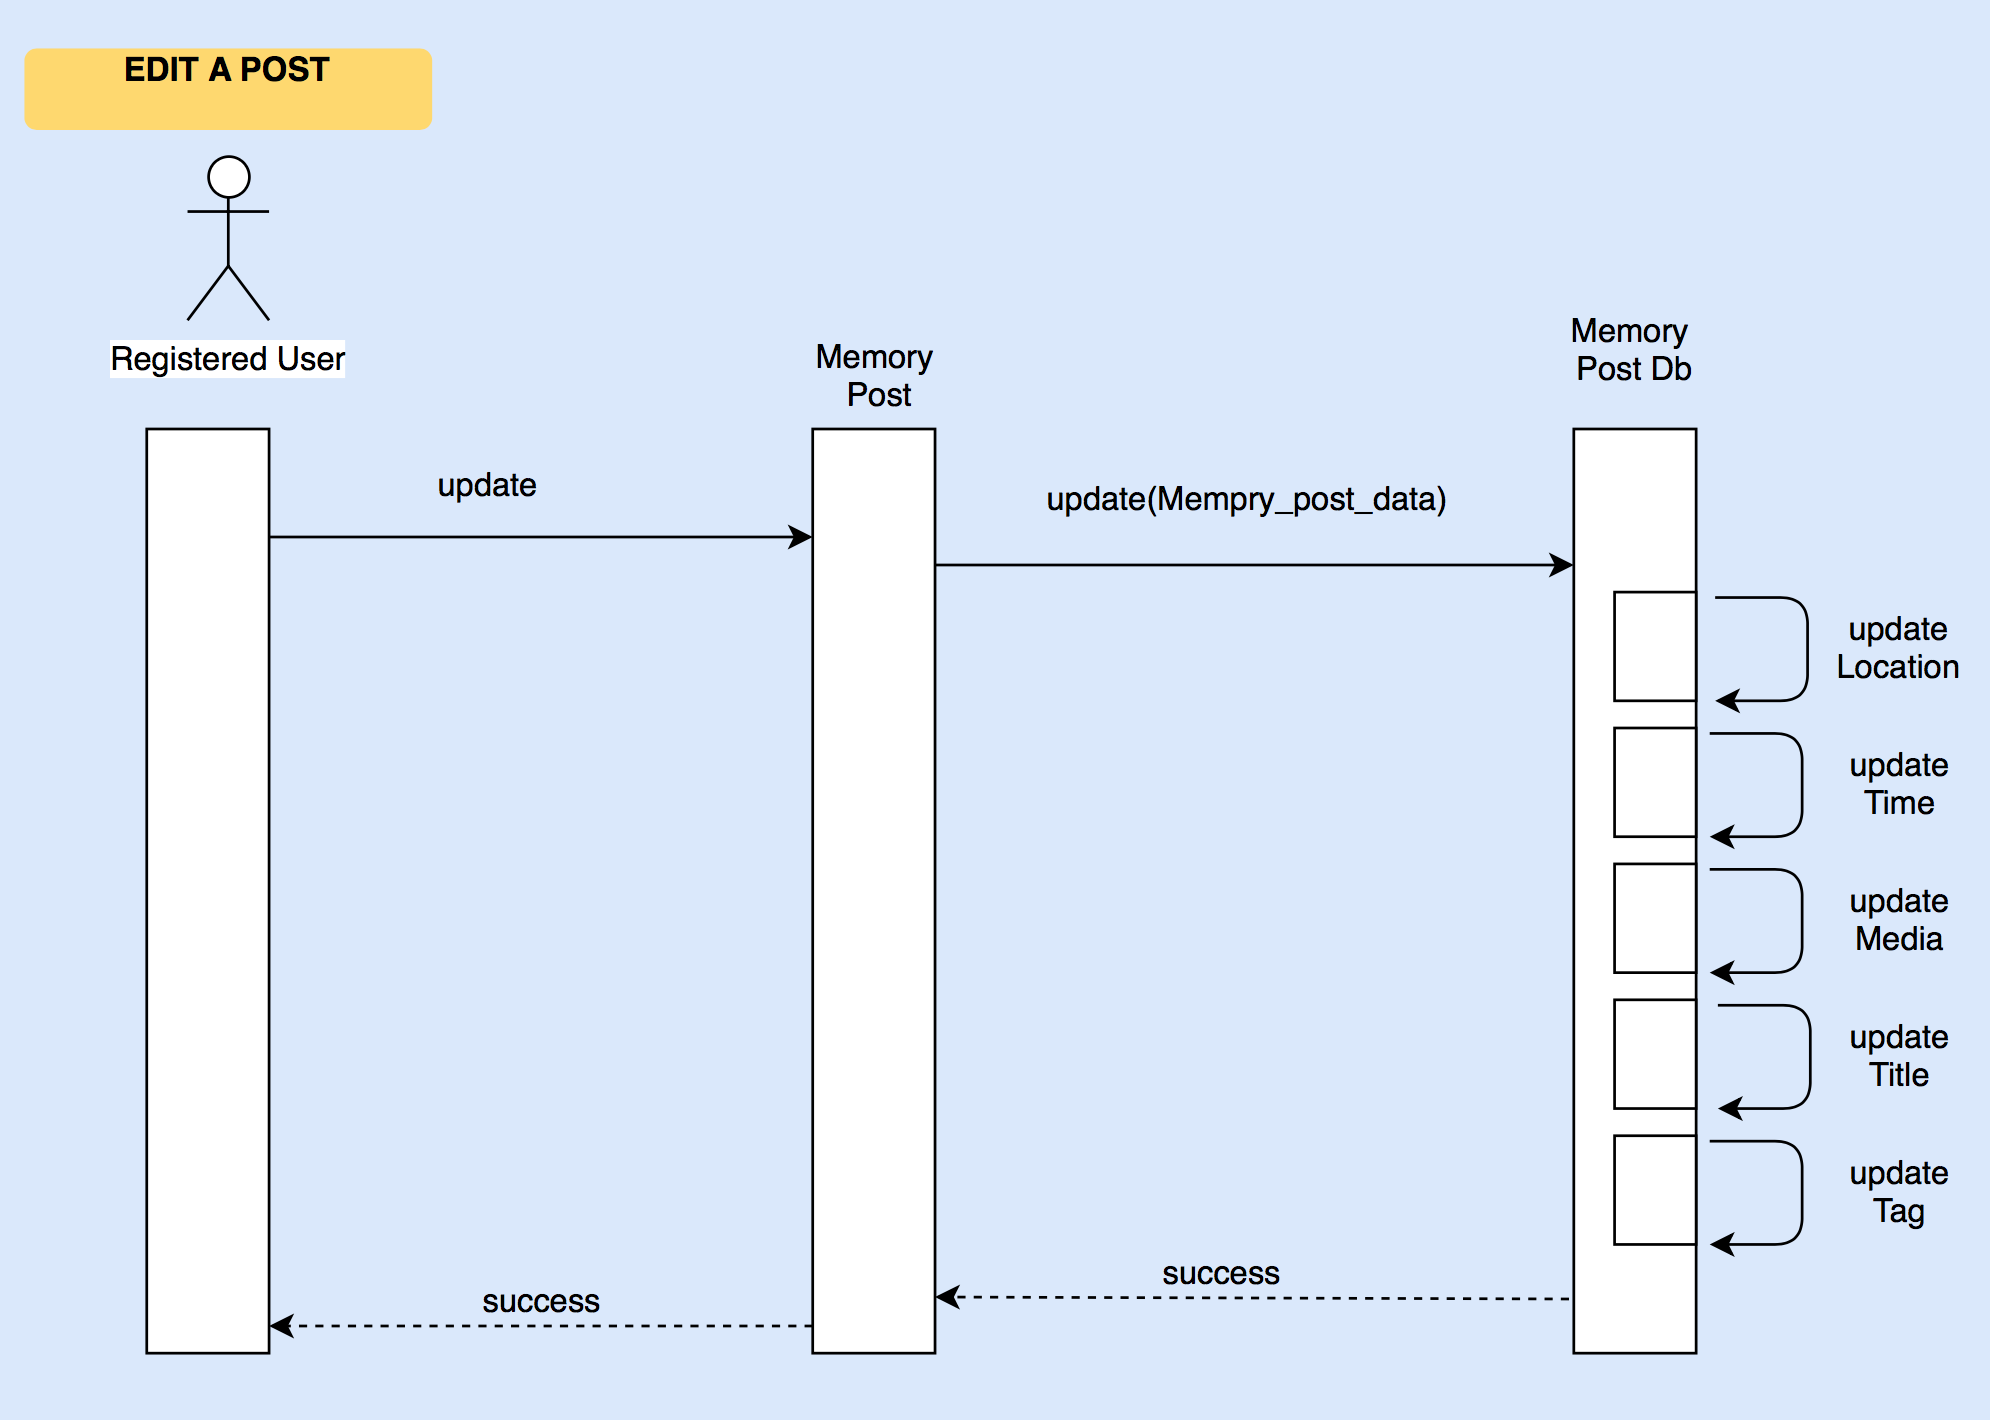 EDIT A POST
Registered User
Memory
Post
Memory
Post Db
update
update(Mempry_post_data)
update
Location
update
Time
update
Media
update
Title
update
Tag
success
success